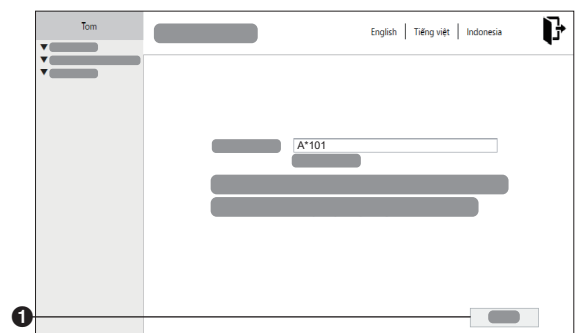 Tom
English | Tiếng việt | Indonesia
A*101
1